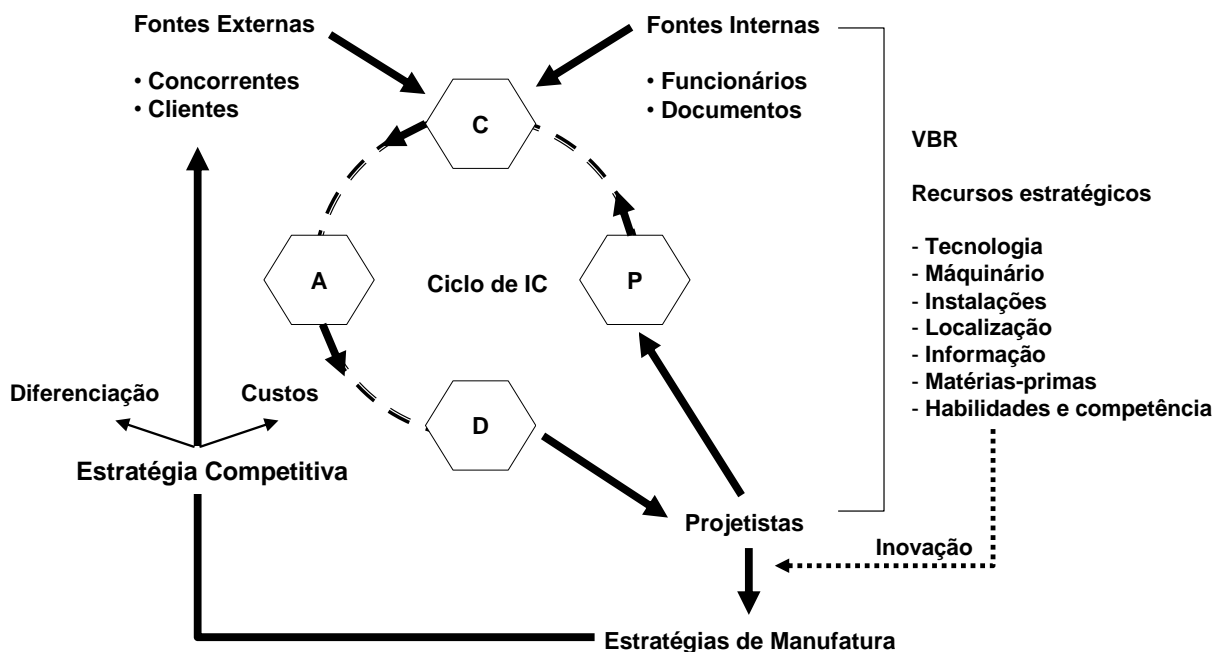 Fontes Externas
• Concorrentes
• Clientes
Fontes Internas
• Funcionários
• Documentos
C
A
Ciclo de IC
P
D
VBR
Recursos estratégicos
- Tecnologia
- Máquinário
- Instalações
- Localização
- Informação
- Matérias-primas
- Habilidades e competência
Diferenciação
Custos
Estratégia Competitiva
Projetistas
Inovação
Estratégias de Manufatura